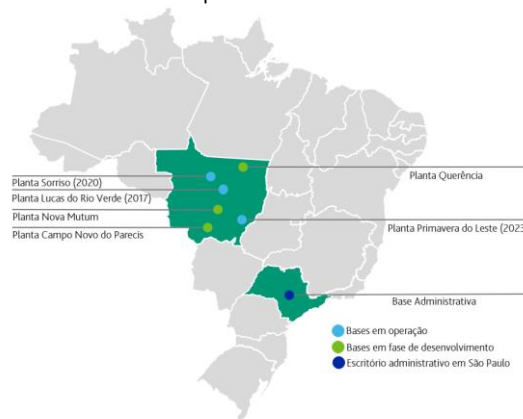 Planta Sorriso (2020)
Planta Lucas do Rio Verde (2017)
Planta Nova Mutum
Planta Campo Novo do Parecis
Planta Querência
Planta Primavera do Leste (2023
Base Administrativa
Bases em operação
Bases em fase de desenvolvimento
Escritório administrativo em São Paulo